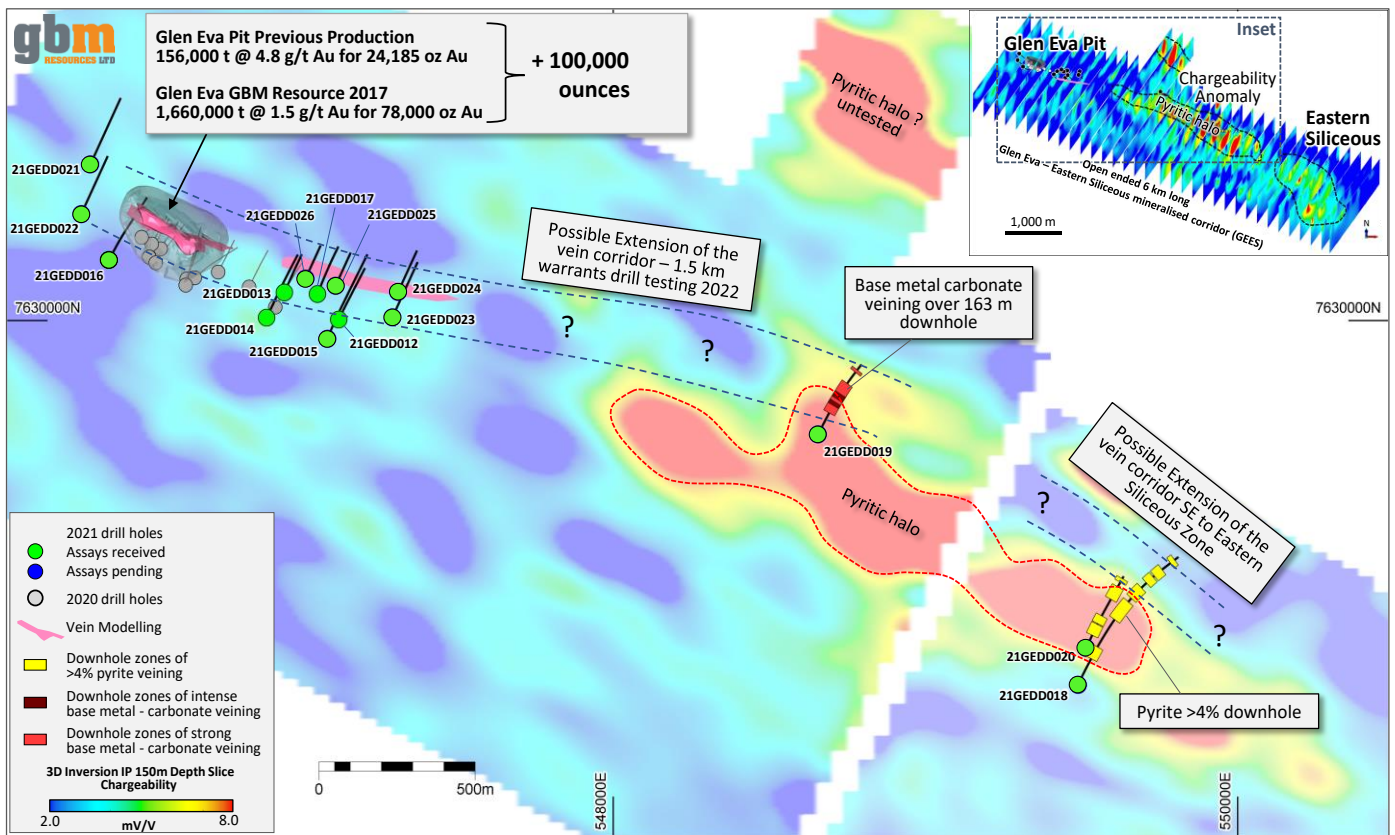 gbm
RESOURCES LTD
Glen Eva Pit Previous Production
156,000 t @ 4.8 g/t Au for 24,185 oz Au
Glen Eva GBM Resource 2017
1,660,000 t @ 1.5 g/t Au for 78,000 oz Au
+ 100,000
ounces
Pyritic halo ?
untested
Inset
Glen Eva Pit
Chargeability
Anomaly
Pyritic halo
Eastern
Siliceous
Open ended 6 km long
Glen Eva – Eastern Siliceous mineralised corridor (GEES)
1,000 m
N
21GEDD021
21GEDD022
21GEDD016
21GEDD017
21GEDD026
21GEDD025
21GEDD013
21GEDD014
21GEDD015
21GEDD012
21GEDD024
21GEDD023
7630000N
7630000N
Possible Extension of the
vein corridor – 1.5 km
warrants drill testing 2022
Base metal carbonate
veining over 163 m
downhole
?
?
21GEDD019
Pyritic halo
Possible Extension of the
vein corridor SE to Eastern
Siliceous Zone
?
?
21GEDD020
21GEDD018
Pyrite >4% downhole
2021 drill holes
Assays received
Assays pending
2020 drill holes
Vein Modelling
Downhole zones of
>4% pyrite veining
Downhole zones of intense
base metal - carbonate veining
Downhole zones of strong
base metal - carbonate veining
3D Inversion IP 150m Depth Slice
Chargeability
2.0
mV/V
8.0
0
500m
548000E
550000E